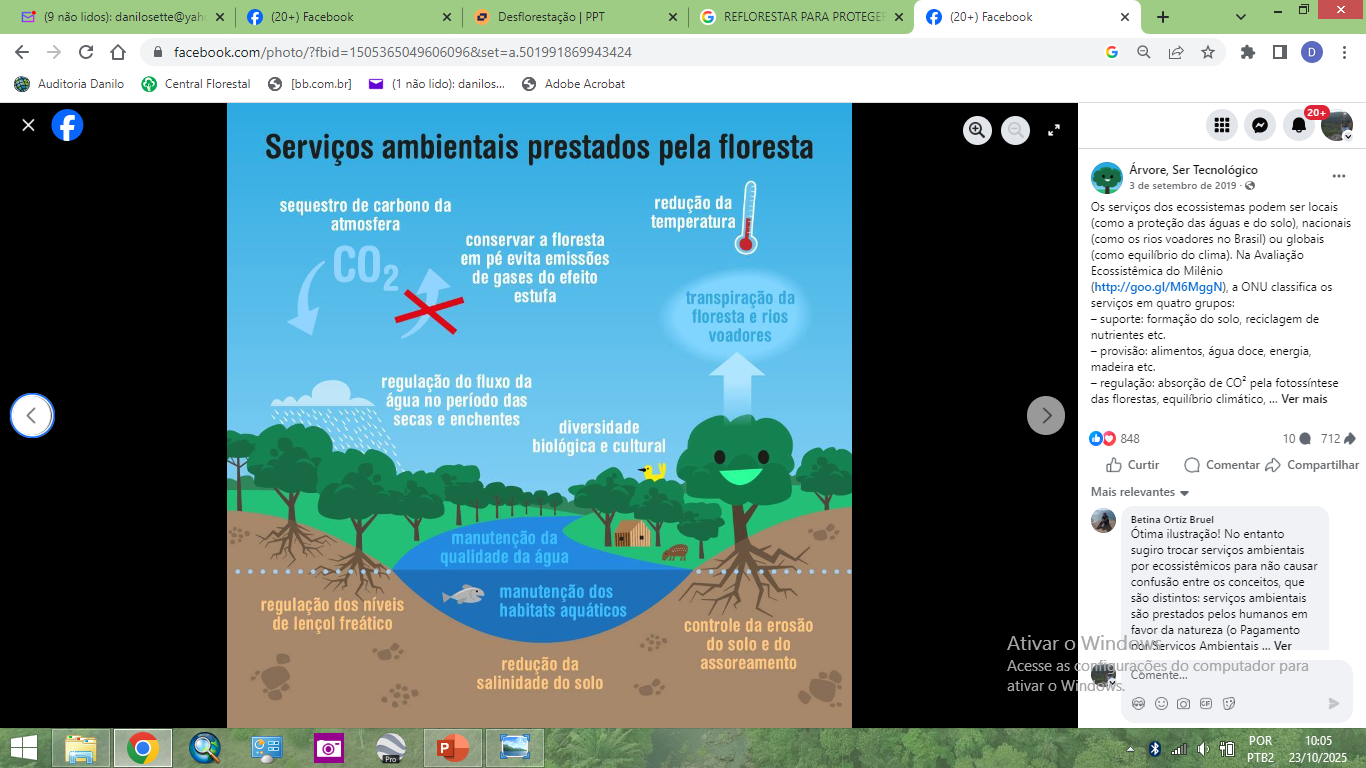 (9 não lidos): danilosette@yah
(20+) Facebook
Desflorestação | PPT
REFLORESTAR PARA PROTEGER
(20+) Facebook
facebook.com/photo/?fbid=15053650496060968&set=a.501991869943424
D
Auditoria Danilo
Central Florestal
[bb.com.br]
(1 não lido): danilos...
Adobe Acrobat
Serviços ambientais prestados pela floresta
sequestro de carbono da
atmosfera
CO2
conservar a floresta
em pé evita emissões
de gases do efeito
estufa
redução da
temperatura
transpiração da
floresta e rios
voadores
regulação do fluxo da
água no período das
secas e enchentes
diversidade
biológica e cultural
manutenção da
qualidade da água
manutenção dos
habitats aquáticos
regulação dos níveis
de lençol freático
controle da erosão
do solo e do
assoreamento
redução da
salinidade do solo
20+
Árvore, Ser Tecnológico
3 de setembro de 2019 ·
Os serviços dos ecossistemas podem ser locais
(como a proteção das águas e do solo), nacionais
(como os rios voadores no Brasil) ou globais
(como equilíbrio do clima). Na Avaliação
Ecossistêmica do Milênio
(http://goo.gl/M6MggN), a ONU classifica os
serviços em quatro grupos:
– suporte: formação do solo, reciclagem de
nutrientes etc.
– provisão: alimentos, água doce, energia,
madeira etc.
– regulação: absorção de CO² pela fotossíntese
das florestas, equilíbrio climático, ... Ver mais
848
10
712
Curtir
Comentar
Compartilhar
Mais relevantes
Betina Ortiz Bruel
Ótima ilustração! No entanto
sugiro trocar serviços ambientais
por ecossistêmicos para não causar
confusão entre os conceitos, que
são distintos: serviços ambientais
são prestados pelos humanos em
favor da natureza (o Pagamento
por Serviços Ambientais ... Ver
Comente...
GIF
Ativar o Windows
Acesse as configurações do computador para
ativar o Windows.
Pro
POR
PTB2
10:05
23/10/2025